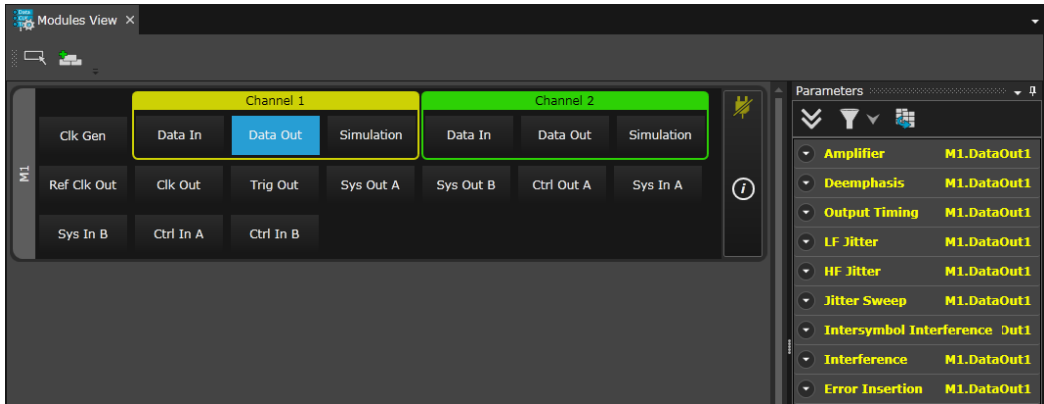 Modules View
Channel 1 Channel 2
Clk Gen Data In Data Out Simulation Data In Data Out Simulation
M1
Ref Clk Out Clk Out Trig Out Sys Out A Sys Out B Ctrl Out A Sys In A
Sys In B Ctrl In A Ctrl In B
Parameters
Amplifier M1.DataOut1
Deemphasis M1.DataOut1
Output Timing M1.DataOut1
LF Jitter M1.DataOut1
HF Jitter M1.DataOut1
Jitter Sweep M1.DataOut1
Intersymbol Interference Out1
Interference M1.DataOut1
Error Insertion M1.DataOut1